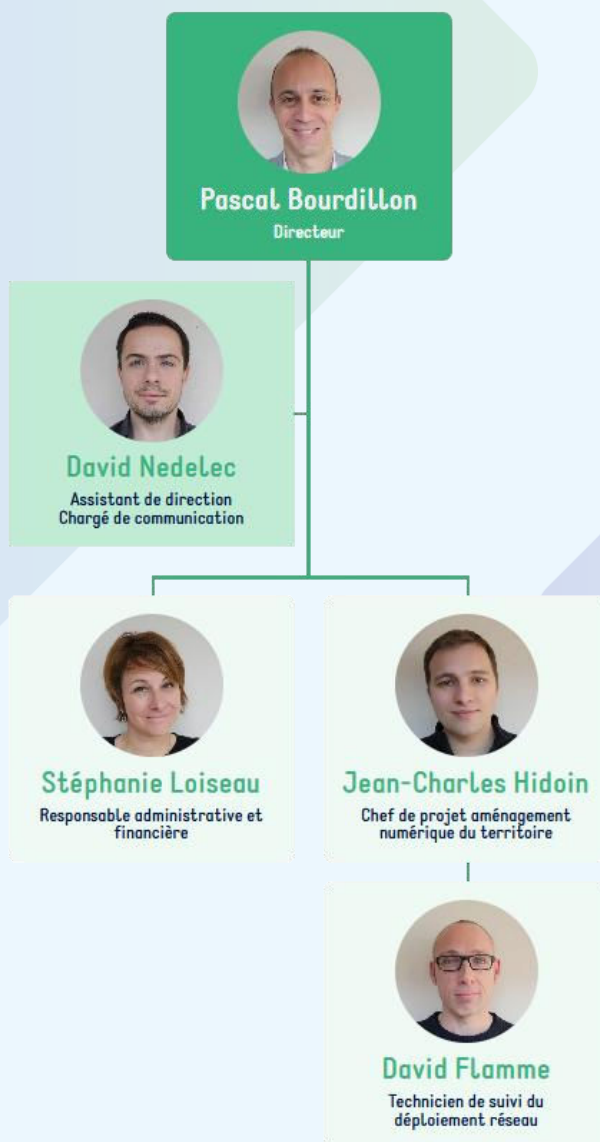 Pascal Bourdillon
Directeur
David Nedelec
Assistant de direction
Chargé de communication
Stéphanie Loiseau
Responsable administrative et
financière
Jean-Charles Hidoin
Chef de projet aménagement
numérique du territoire
David Flamme
Technicien de suivi du
déploiement réseau